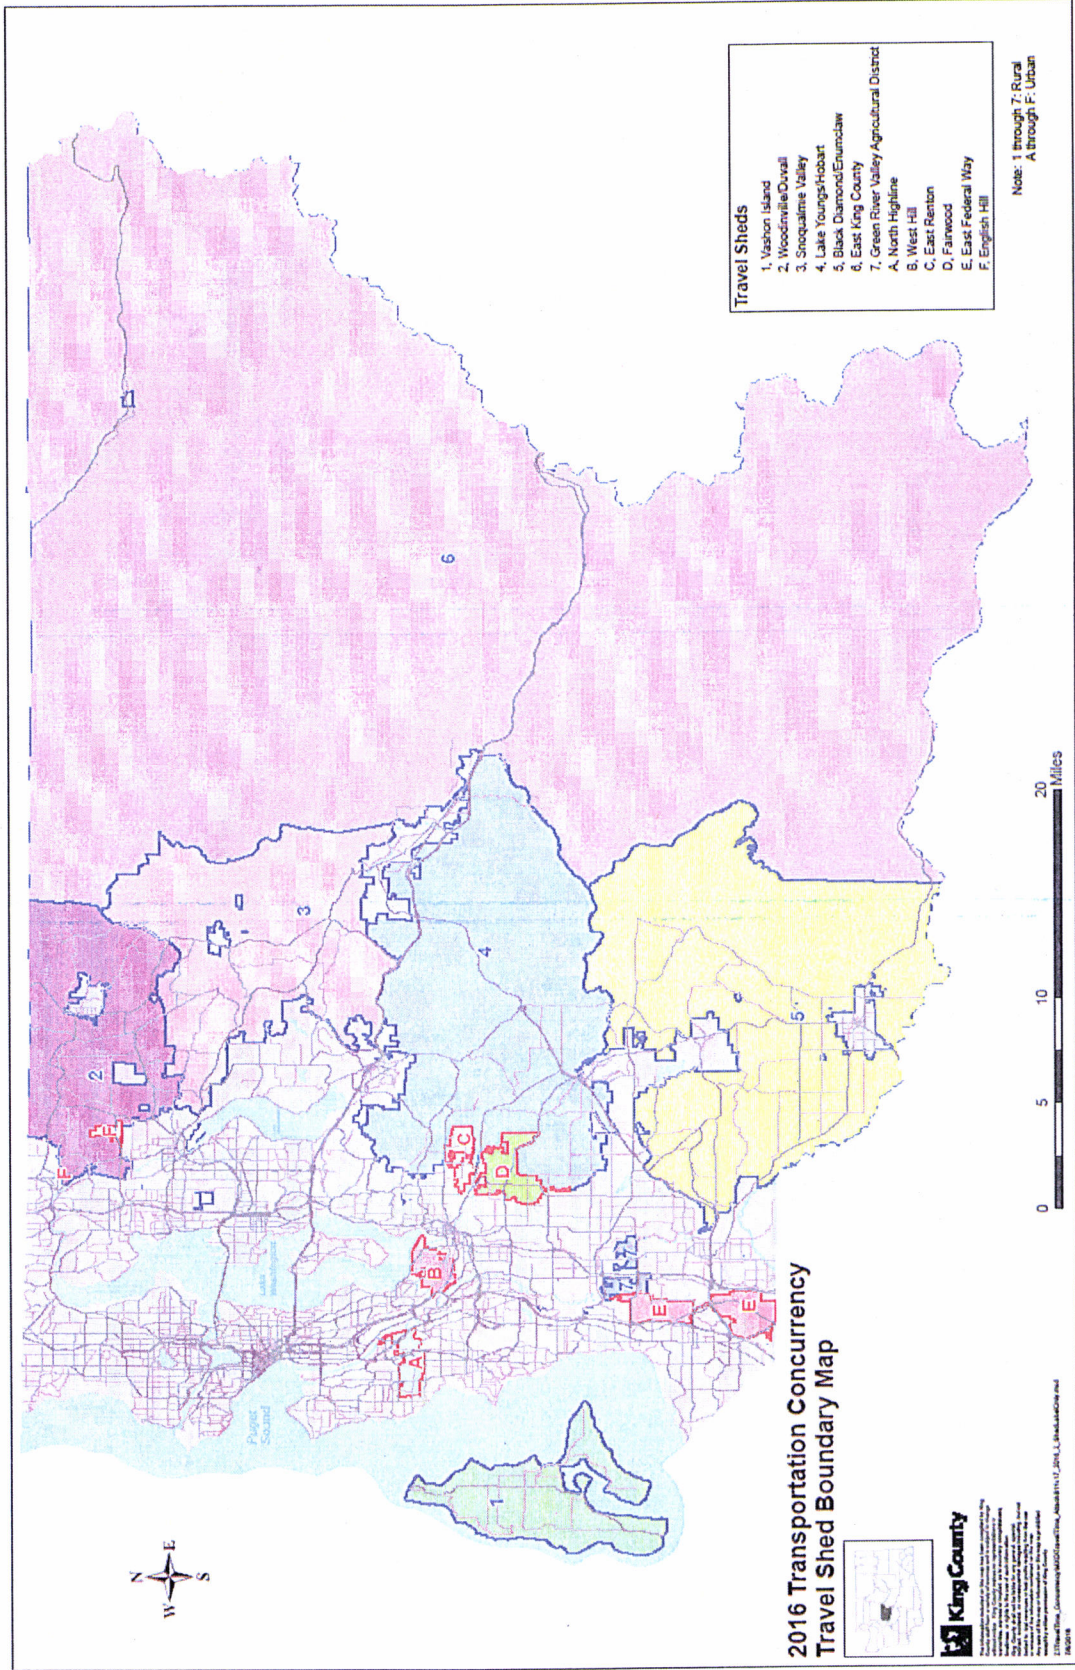 2016 Transportation Concurrency
Travel Shed Boundary Map
N
W
E
S
Puget
Sound
Lake
Washington
1
2
3
4
5
6
7
7
A
B
C
D
E
E
F
F
Travel Sheds
1, Vashon Island
2, Woodinville/Duvall
3, Snoqualmie Valley
4, Lake Youngs/Hobart
5, Black Diamond/Enumclaw
6, East King County
7, Green River Valley Agricultural District
A, North Highline
B, West Hill
C, East Renton
D, Fairwood
E, East Federal Way
F, English Hill
Note: 1 through 7: Rural
A through F: Urban
0 5 10 20
Miles
King County